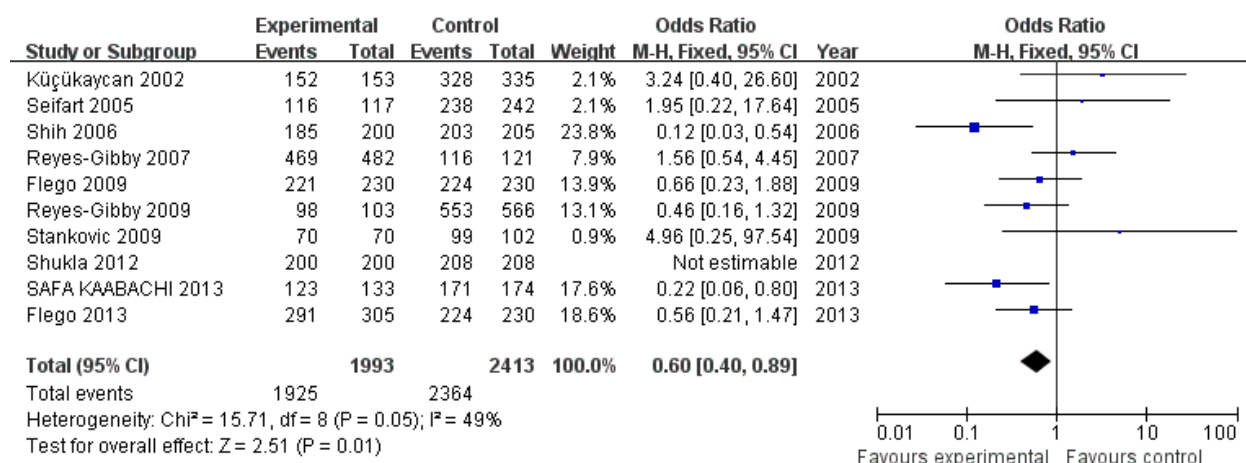 Experimental Control Odds Ratio Odds Ratio
Study or Subgroup Events Total Events Total Weight M-H, Fixed, 95% CI Year M-H, Fixed, 95% CI
Küçükaycan 2002 152 153 328 335 2.1% 3.24 [0.40, 26.60] 2002
Seifart 2005 116 117 238 242 2.1% 1.95 [0.22, 17.64] 2005
Shih 2006 185 200 203 205 23.8% 0.12 [0.03, 0.54] 2006
Reyes-Gibby 2007 469 482 116 121 7.9% 1.56 [0.54, 4.45] 2007
Flego 2009 221 230 224 230 13.9% 0.66 [0.23, 1.88] 2009
Reyes-Gibby 2009 98 103 553 566 13.1% 0.46 [0.16, 1.32] 2009
Stankovic 2009 70 70 99 102 0.9% 4.96 [0.25, 97.54] 2009
Shukla 2012 200 200 208 208 Not estimable 2012
SAFA KAABACHI 2013 123 133 171 174 17.6% 0.22 [0.06, 0.80] 2013
Flego 2013 291 305 224 230 18.6% 0.56 [0.21, 1.47] 2013
Total (95% CI) 1993 2413 100.0% 0.60 [0.40, 0.89]
Total events 1925 2364
Heterogeneity: Chi² = 15.71, df = 8 (P = 0.05); I² = 49%
Test for overall effect: Z = 2.51 (P = 0.01)
0.01 0.1 1 10 100
Favours experimental Favours control